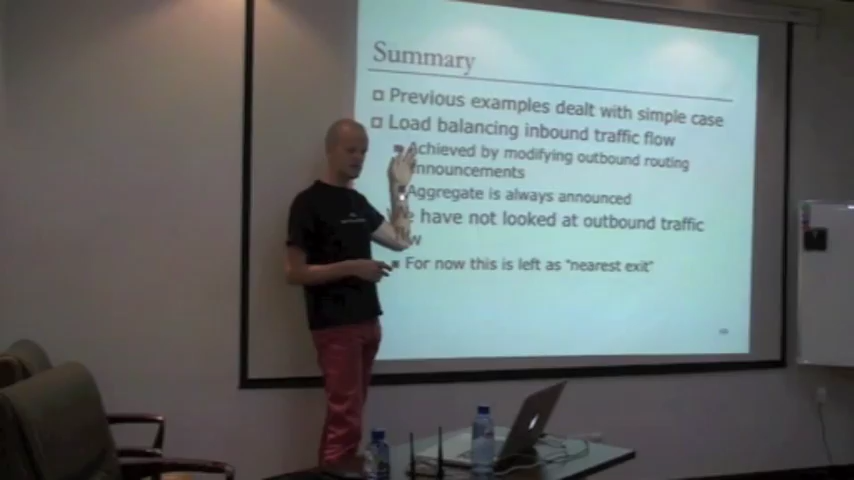 Summary
Previous examples dealt with simple case
Load balancing inbound traffic flow
Achieved by modifying outbound routing
announcements
Aggregate is always announced
We have not looked at outbound traffic
For now this is left as "nearest exit"